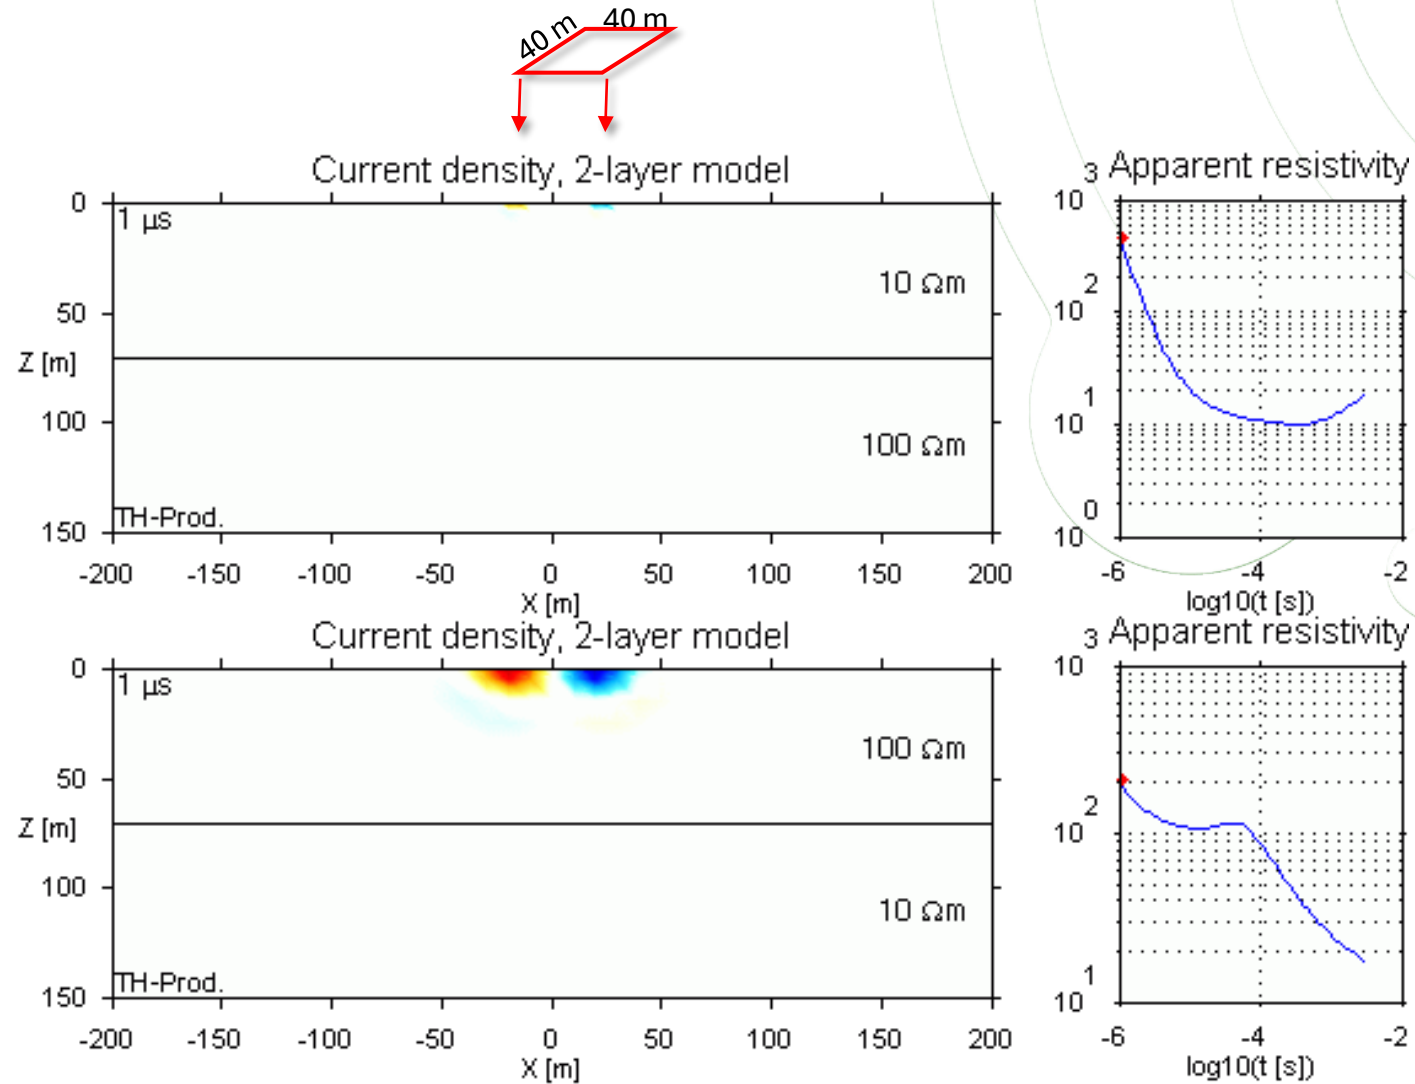 40 m 40 m
Current density, 2-layer model
0
1 µs
10 Ωm
50
Z [m]
100
100 Ωm
TH-Prod.
150
-200 -150 -100 -50 0 50 100 150 200
X [m]
Apparent resistivity
10 3
10 2
10 1
10 0
-6 -4 -2
log10(t [s])
Current density, 2-layer model
0
1 µs
100 Ωm
50
Z [m]
100
10 Ωm
TH-Prod.
150
-200 -150 -100 -50 0 50 100 150 200
X [m]
Apparent resistivity
10 3
10 2
10 1
-6 -4 -2
log10(t [s])